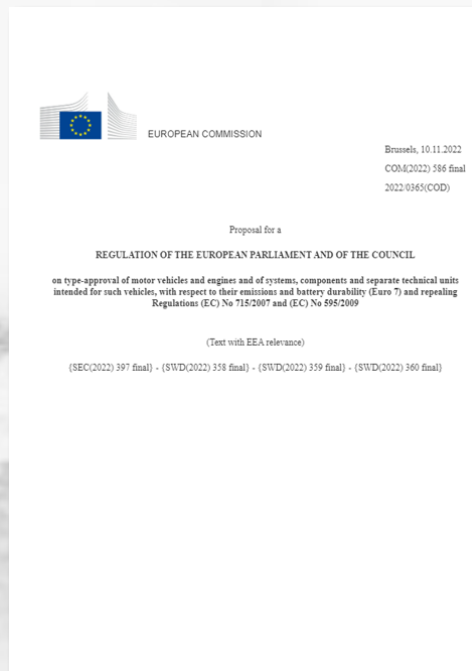 EUROPEAN COMMISSION
Brussels, 10.11.2022
COM(2022) 586 final
2022/0365(COD)
Proposal for a
REGULATION OF THE EUROPEAN PARLIAMENT AND OF THE COUNCIL
on type-approval of motor vehicles and engines and of systems, components and separate technical units
intended for such vehicles, with respect to their emissions and battery durability (Euro 7) and repealing
Regulations (EC) No 715/2007 and (EC) No 595/2009
(Text with EEA relevance)
{SEC(2022) 397 final} - {SWD(2022) 358 final} - {SWD(2022) 359 final} - {SWD(2022) 360 final}